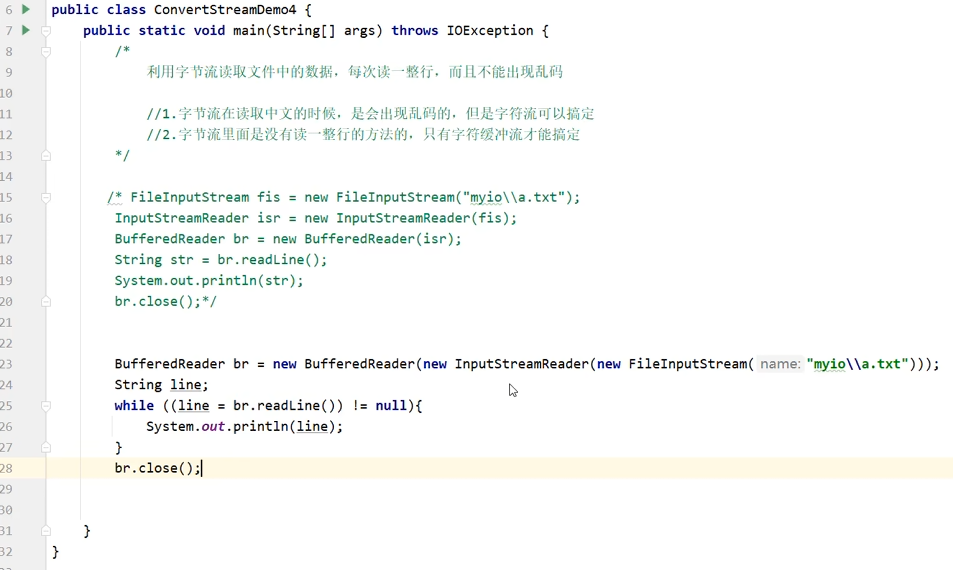 6 public class ConvertStreamDemo4 {
7 public static void main(String[] args) throws IOException {
8 /*
9 利用字节流读取文件中的数据，每次读一整行，而且不能出现乱码
10
11 //1.字节流在读取中文的时候，是会出现乱码的，但是字符流可以搞定
12 //2.字节流里面是没有读一整行的方法的，只有字符缓冲流才能搞定
13 */
14
15 /* FileInputStream fis = new FileInputStream("myio\\a.txt");
16 InputStreamReader isr = new InputStreamReader(fis);
17 BufferedReader br = new BufferedReader(isr);
18 String str = br.readLine();
19 System.out.println(str);
20 br.close();*/
21
22
23 BufferedReader br = new BufferedReader(new InputStreamReader(new FileInputStream( name: "myio\\a.txt")));
24 String line;
25 while ((line = br.readLine()) != null){
26 System.out.println(line);
27 }
28 br.close();
29
30
31 }
32 }